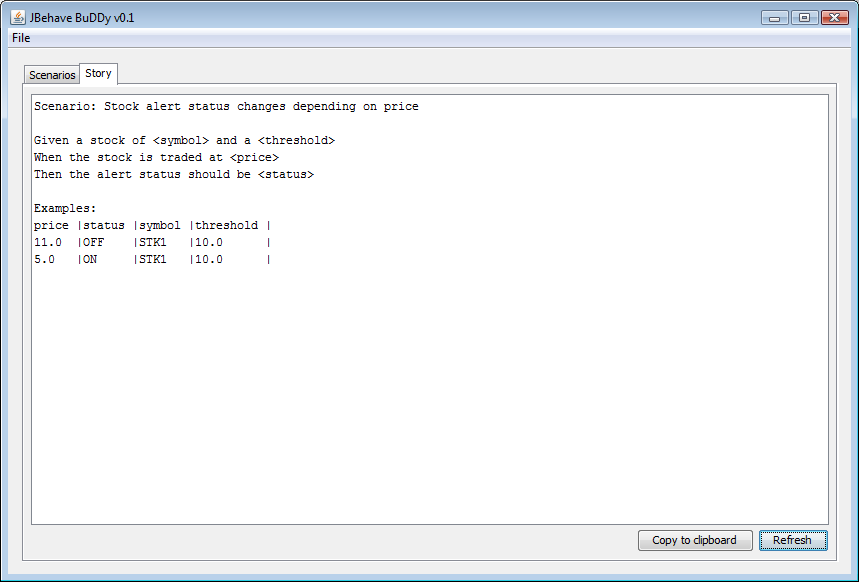 JBehave BuDDy v0.1
File
Scenarios Story
Scenario: Stock alert status changes depending on price
Given a stock of <symbol> and a <threshold>
When the stock is traded at <price>
Then the alert status should be <status>
Examples:
price |status |symbol |threshold |
11.0  |OFF    |STK1   |10.0      |
5.0   |ON     |STK1   |10.0      |
Copy to clipboard Refresh